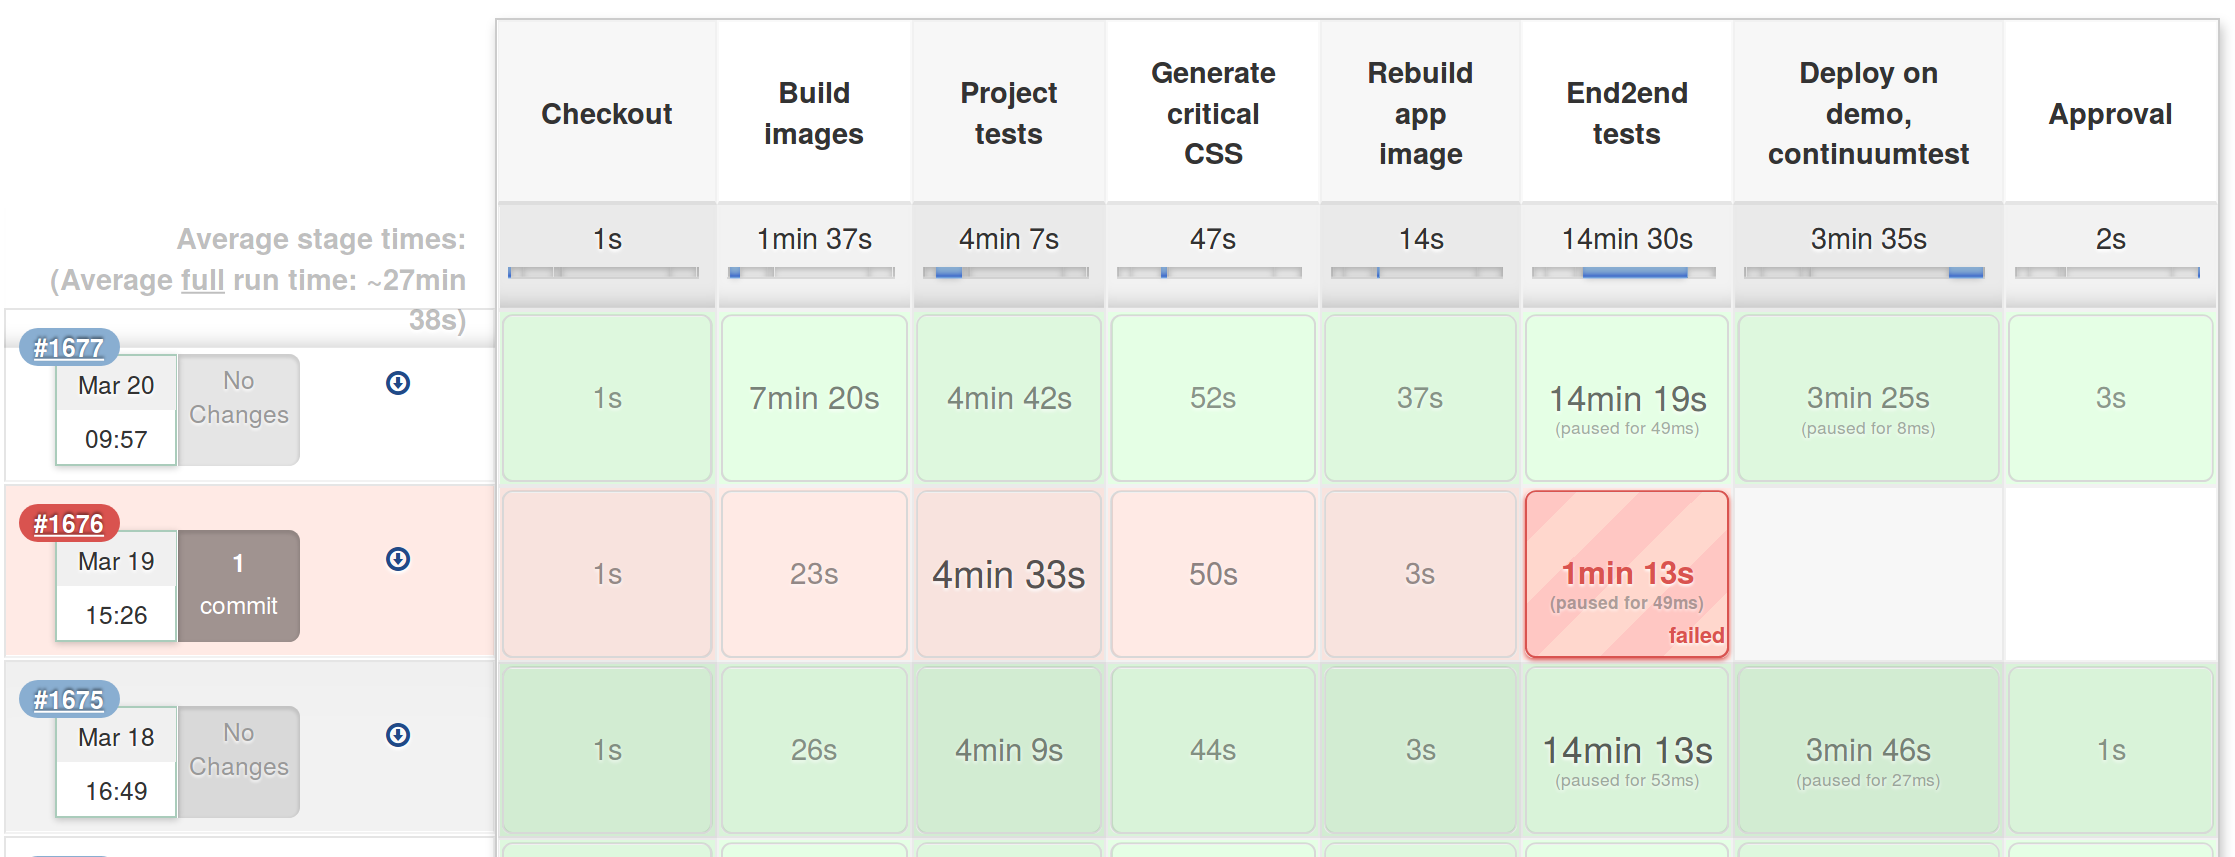 Checkout
Build
images
Project
tests
Generate
critical
CSS
Rebuild
app
image
End2end
tests
Deploy on
demo,
continuumtest
Approval
Average stage times:
(Average full run time: ~27min
38s)
1s
1min 37s
4min 7s
47s
14s
14min 30s
3min 35s
2s
#1677
Mar 20
09:57
No
Changes
1s
7min 20s
4min 42s
52s
37s
14min 19s
(paused for 49ms)
3min 25s
(paused for 8ms)
3s
#1676
Mar 19
15:26
1
commit
1s
23s
4min 33s
50s
3s
1min 13s
(paused for 49ms)
failed
#1675
Mar 18
16:49
No
Changes
1s
26s
4min 9s
44s
3s
14min 13s
(paused for 53ms)
3min 46s
(paused for 27ms)
1s